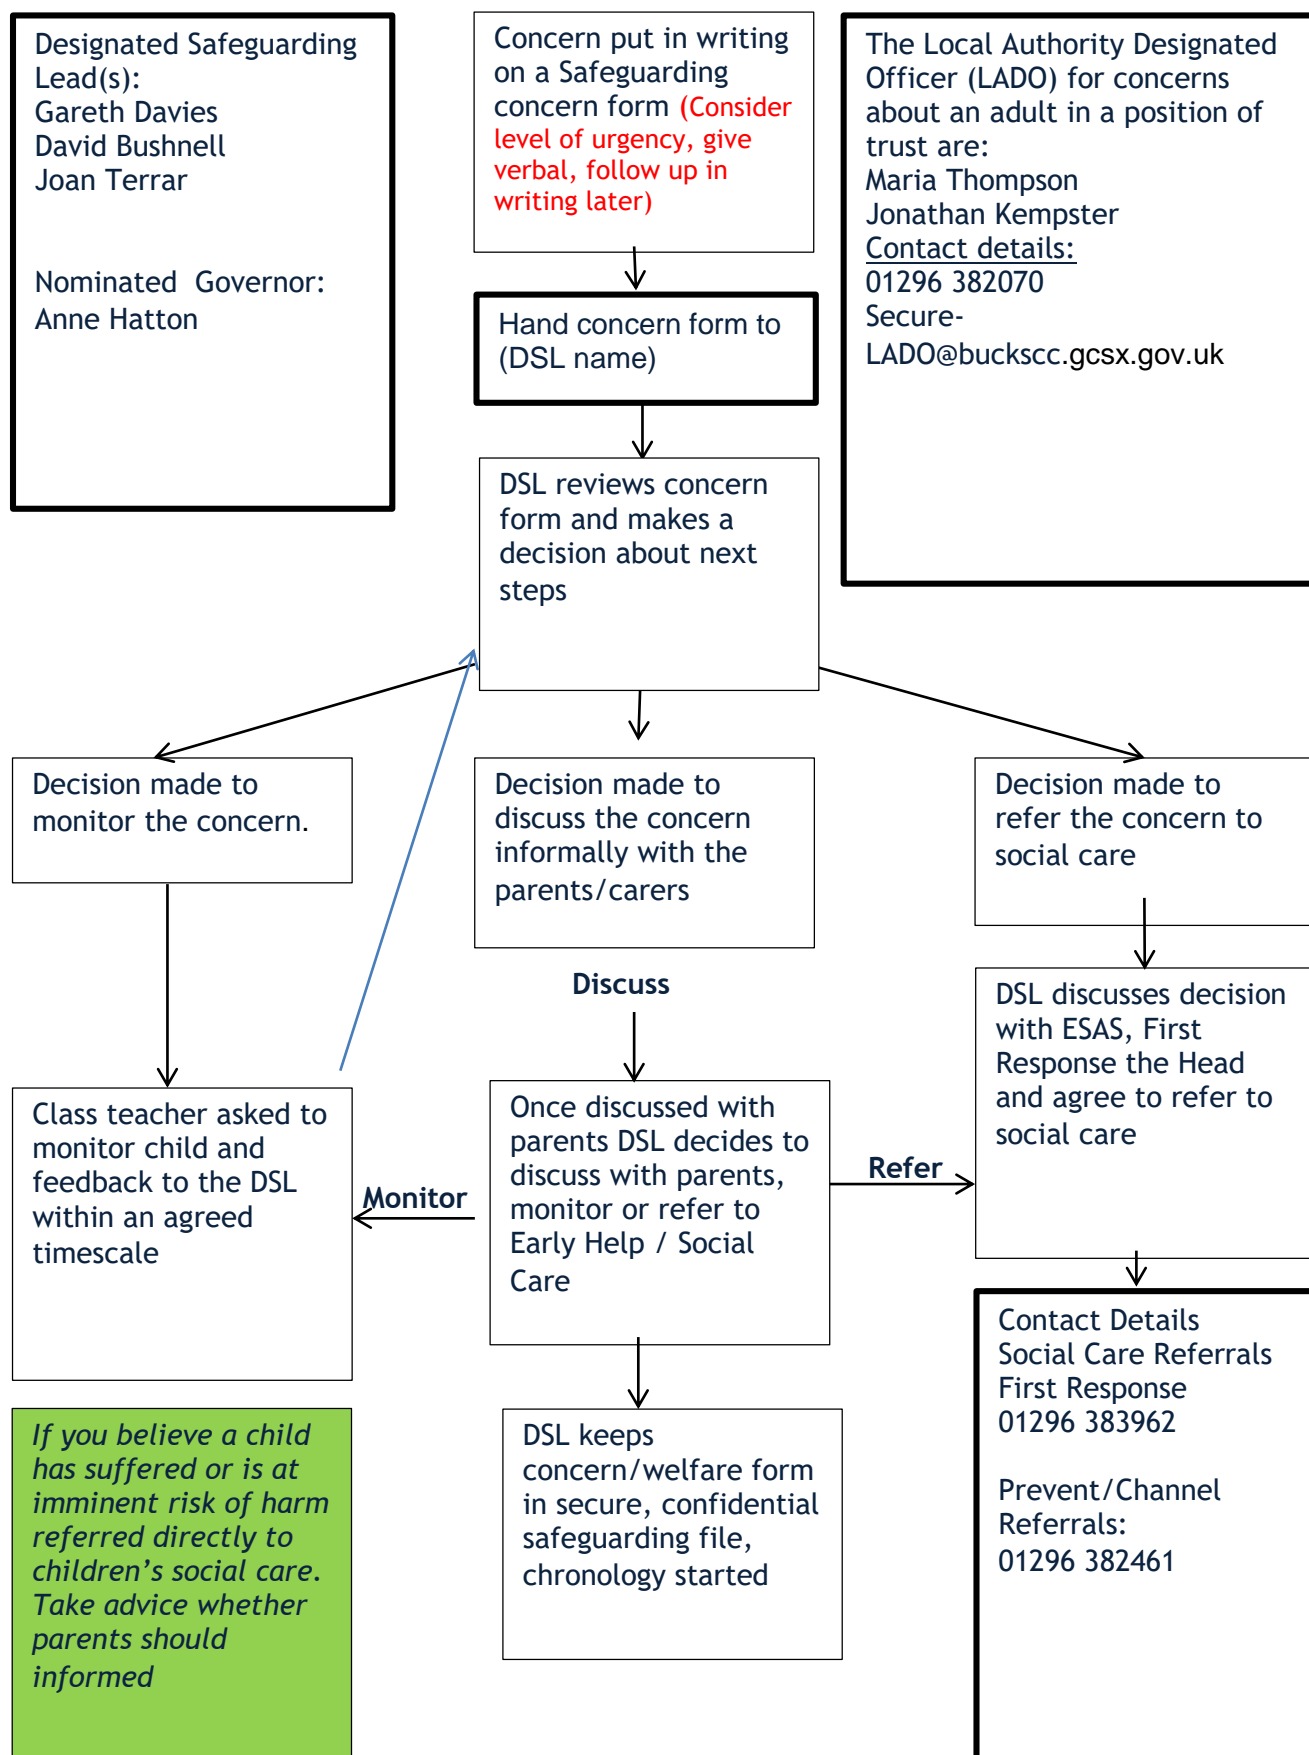 Designated Safeguarding
Lead(s):
Gareth Davies
David Bushnell
Joan Terrar
Nominated Governor:
Anne Hatton
Concern put in writing
on a Safeguarding
concern form (Consider
level of urgency, give
verbal, follow up in
writing later)
The Local Authority Designated
Officer (LADO) for concerns
about an adult in a position of
trust are:
Maria Thompson
Jonathan Kempster
Contact details:
01296 382070
Secure-
LADO@buckscc.gcsx.gov.uk
Hand concern form to
(DSL name)
DSL reviews concern
form and makes a
decision about next
steps
Decision made to
monitor the concern.
Decision made to
discuss the concern
informally with the
parents/carers
Decision made to
refer the concern to
social care
Discuss
Class teacher asked to
monitor child and
feedback to the DSL
within an agreed
timescale
Monitor
Once discussed with
parents DSL decides to
discuss with parents,
monitor or refer to
Early Help / Social
Care
Refer
DSL discusses decision
with ESAS, First
Response the Head
and agree to refer to
social care
If you believe a child
has suffered or is at
imminent risk of harm
referred directly to
children’s social care.
Take advice whether
parents should
informed
DSL keeps
concern/welfare form
in secure, confidential
safeguarding file,
chronology started
Contact Details
Social Care Referrals
First Response
01296 383962
Prevent/Channel
Referrals:
01296 382461